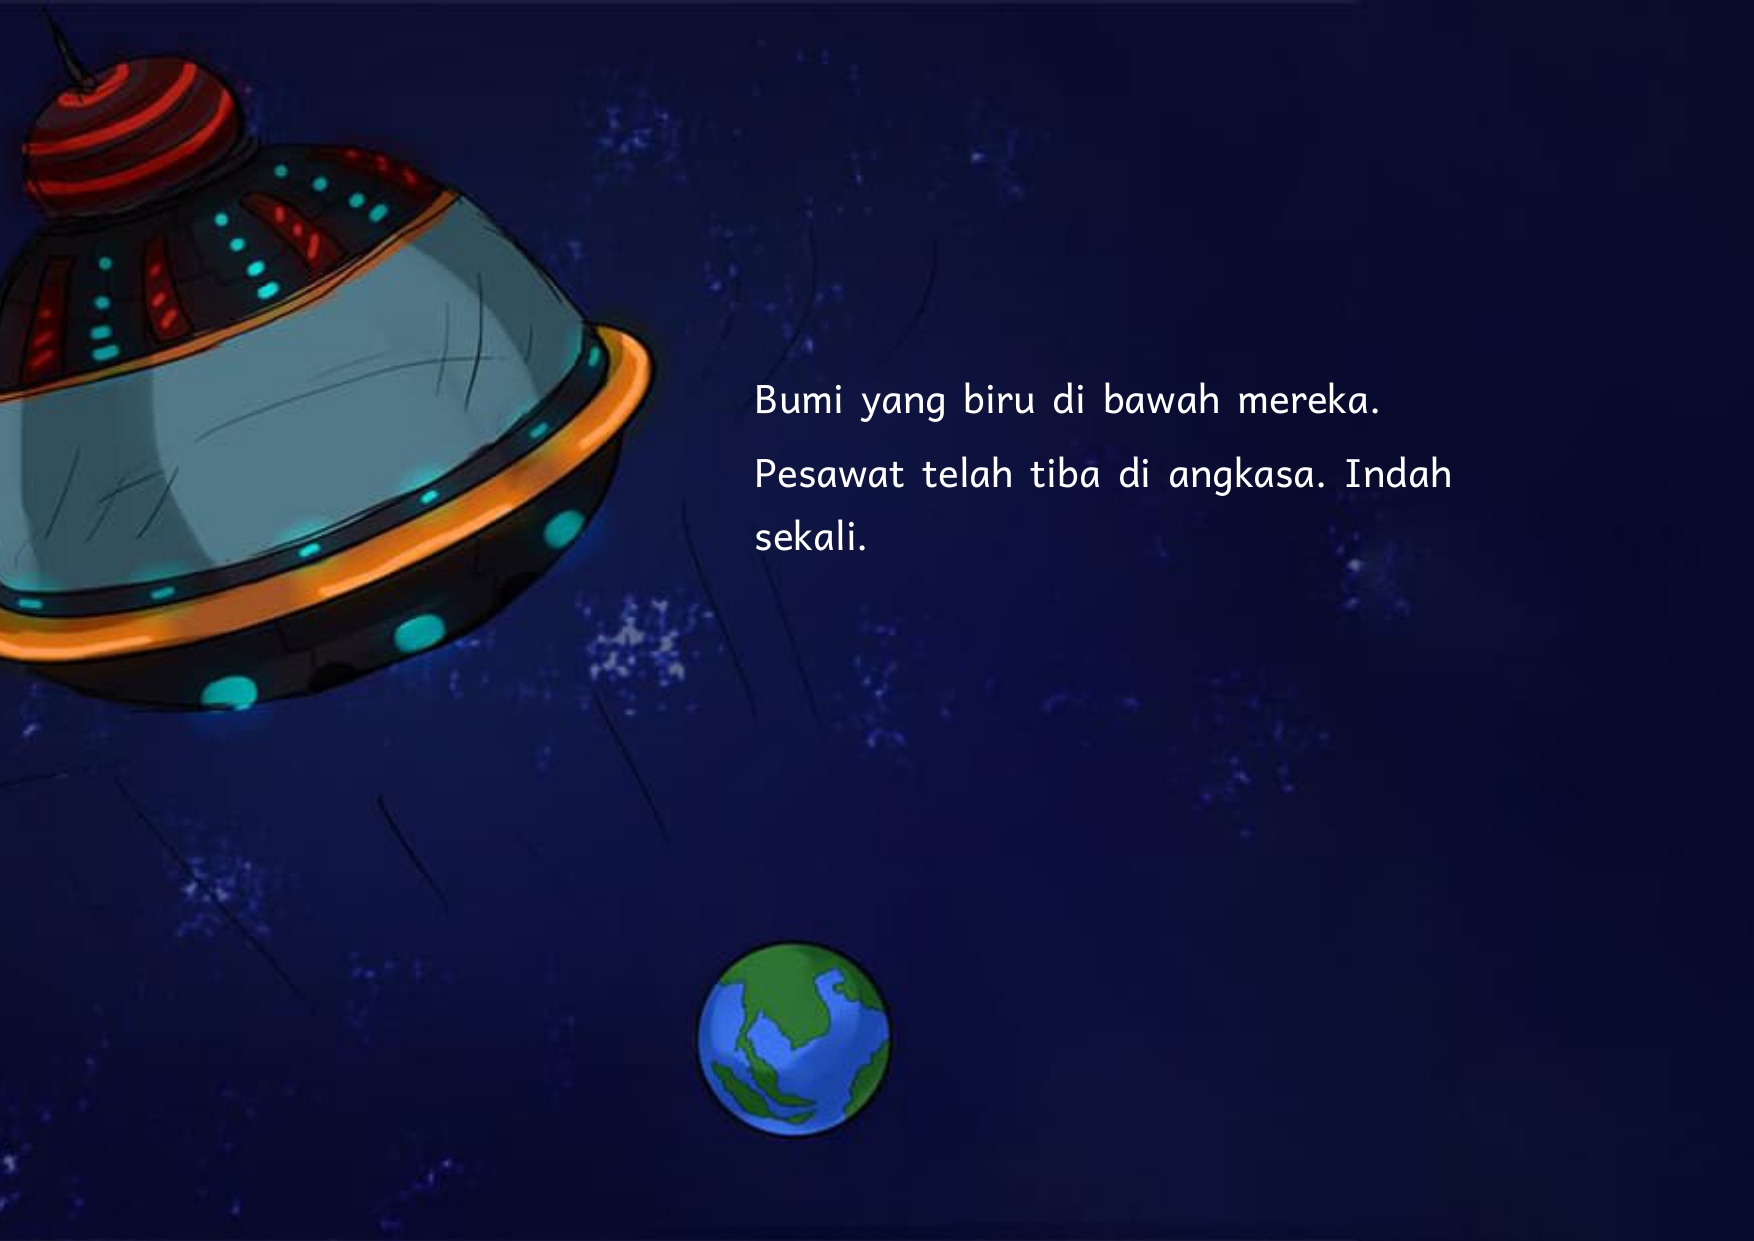 Bumi yang biru di bawah mereka.
Pesawat telah tiba di angkasa. Indah
sekali.